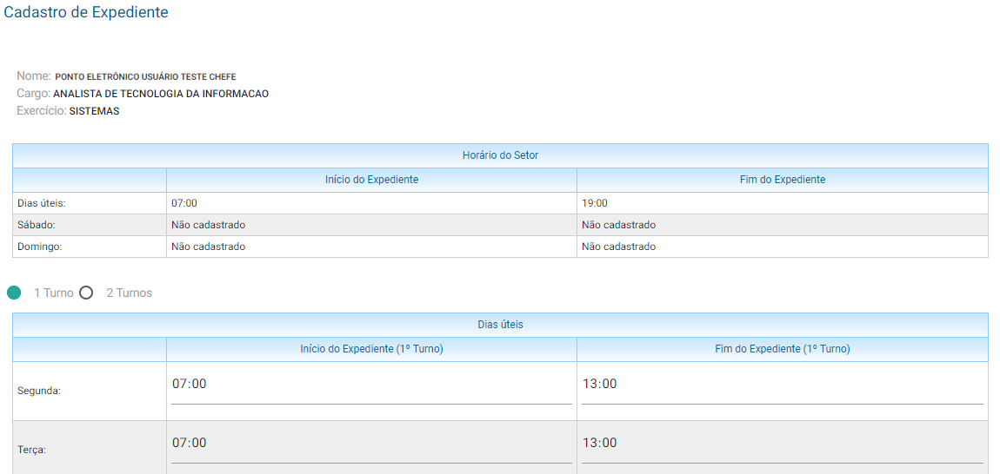 Cadastro de Expediente
Nome: PONTO ELETRÔNICO USUÁRIO TESTE CHEFE
Cargo: ANALISTA DE TECNOLOGIA DA INFORMACAO
Exercício: SISTEMAS
Horário do Setor
Início do Expediente Fim do Expediente
Dias úteis: 07:00 19:00
Sábado: Não cadastrado Não cadastrado
Domingo: Não cadastrado Não cadastrado
1 Turno 2 Turnos
Dias úteis
Início do Expediente (1º Turno) Fim do Expediente (1º Turno)
Segunda: 07:00 13:00
Terça: 07:00 13:00